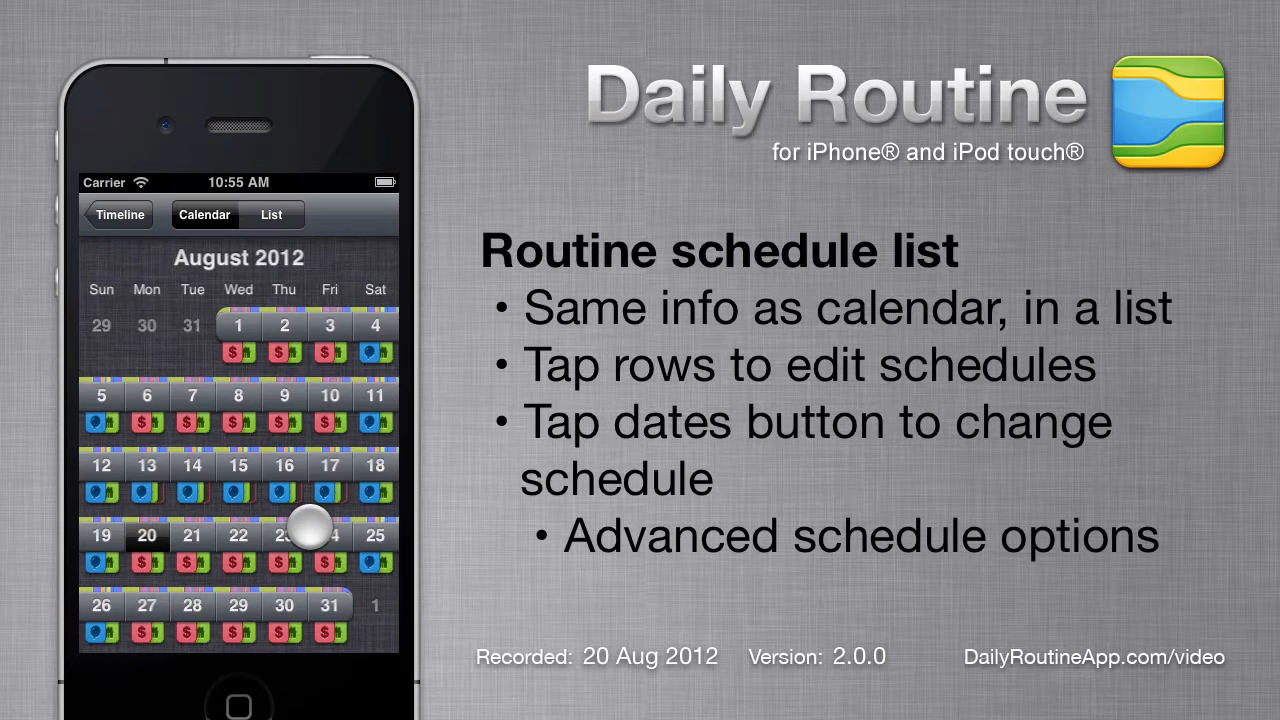 Daily Routine
for iPhone® and iPod touch®
Carrier 10:55 AM
Timeline Calendar List
August 2012
Sun Mon Tue Wed Thu Fri Sat
29 30 31 1 2 3 4
$ $ $
5 6 7 8 9 10 11
$ $ $ $ $
12 13 14 15 16 17 18
19 20 21 22 25
$ $ $ $ $
26 27 28 29 30 31 1
$ $ $ $ $
Routine schedule list
• Same info as calendar, in a list
• Tap rows to edit schedules
• Tap dates button to change
schedule
• Advanced schedule options
Recorded: 20 Aug 2012 Version: 2.0.0 DailyRoutineApp.com/video